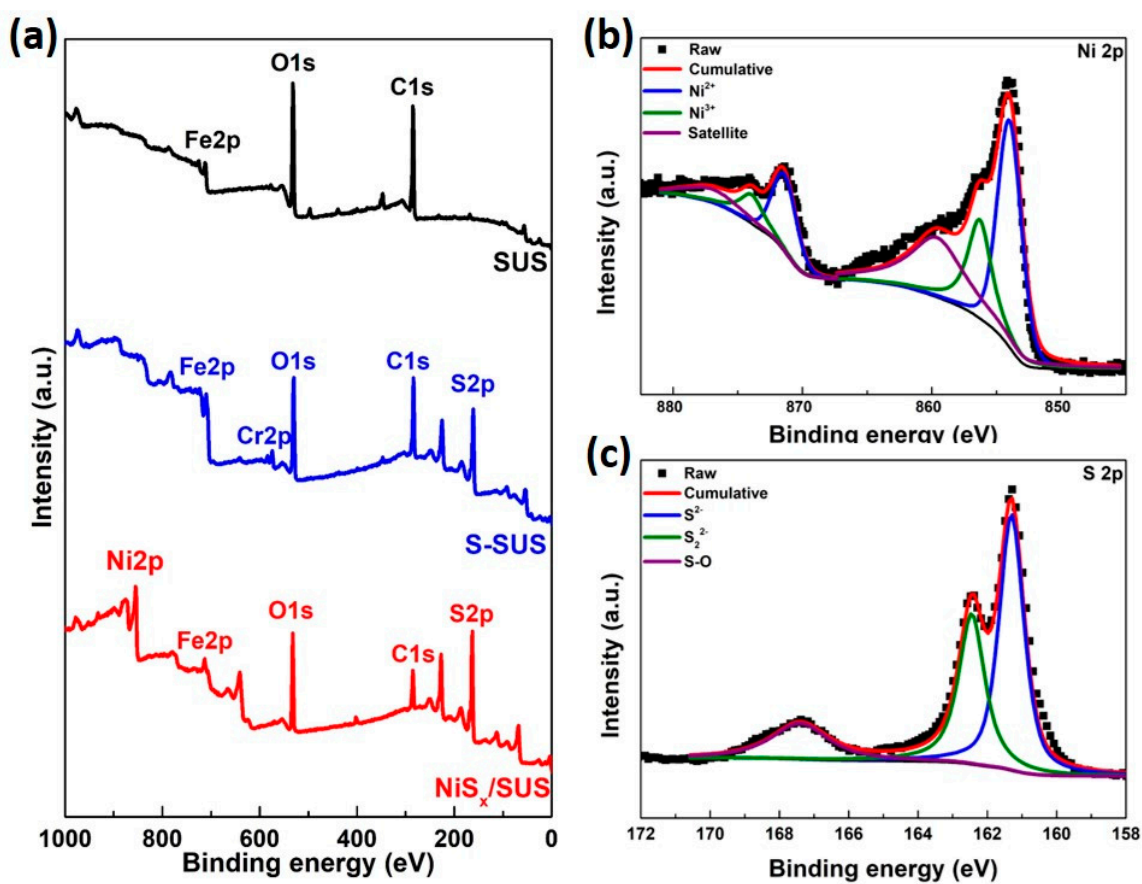 (a)
O1s
C1s
Fe2p
SUS
Fe2p
O1s
C1s
S2p
Cr2p
S-SUS
Ni2p
O1s
S2p
Fe2p
C1s
NiSₓ/SUS
Intensity (a.u.)
1000 800 600 400 200 0
Binding energy (eV)
(b)
Ni 2p
Raw
Cumulative
Ni²⁺
Ni³⁺
Satellite
Intensity (a.u.)
880 870 860 850
Binding energy (eV)
(c)
S 2p
Raw
Cumulative
S²⁻
S₂²⁻
S-O
Intensity (a.u.)
172 170 168 166 164 162 160 158
Binding energy (eV)